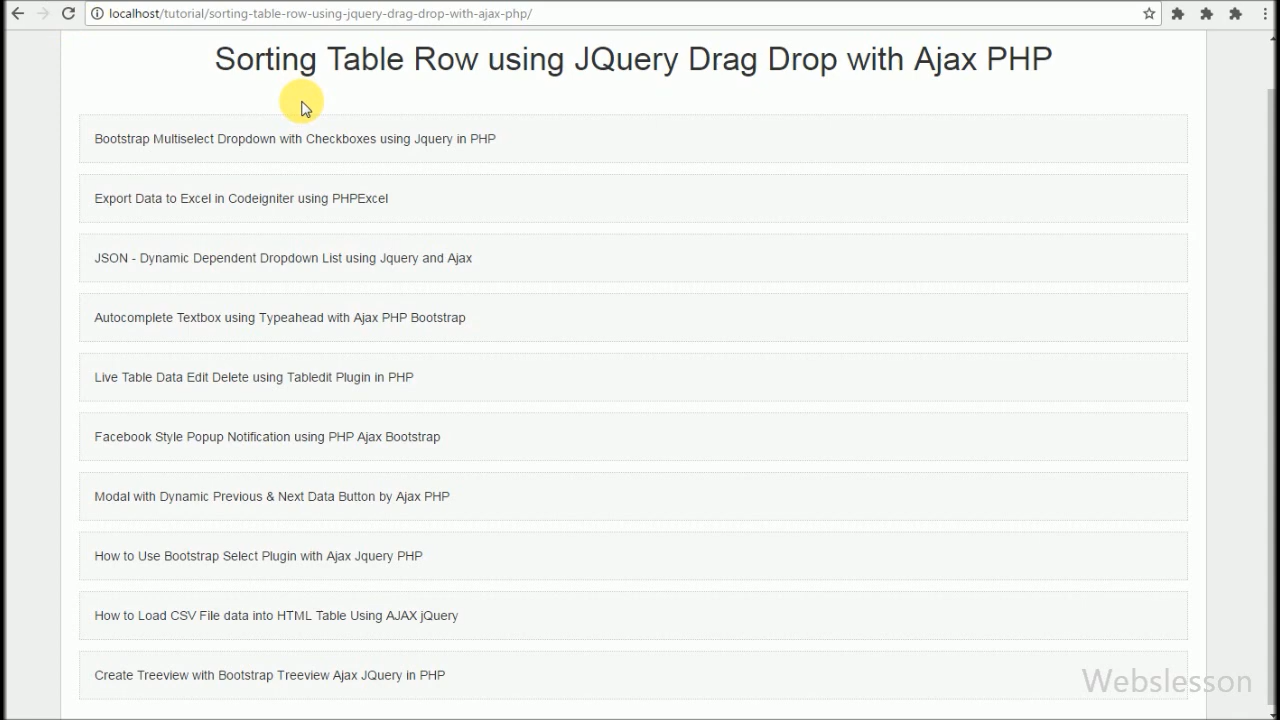 localhost/tutorial/sorting-table-row-using-jquery-drag-drop-with-ajax-php/
Sorting Table Row using JQuery Drag Drop with Ajax PHP
Bootstrap Multiselect Dropdown with Checkboxes using Jquery in PHP
Export Data to Excel in Codeigniter using PHPExcel
JSON - Dynamic Dependent Dropdown List using Jquery and Ajax
Autocomplete Textbox using Typeahead with Ajax PHP Bootstrap
Live Table Data Edit Delete using Tabledit Plugin in PHP
Facebook Style Popup Notification using PHP Ajax Bootstrap
Modal with Dynamic Previous & Next Data Button by Ajax PHP
How to Use Bootstrap Select Plugin with Ajax Jquery PHP
How to Load CSV File data into HTML Table Using AJAX jQuery
Create Treeview with Bootstrap Treeview Ajax JQuery in PHP
Webslesson